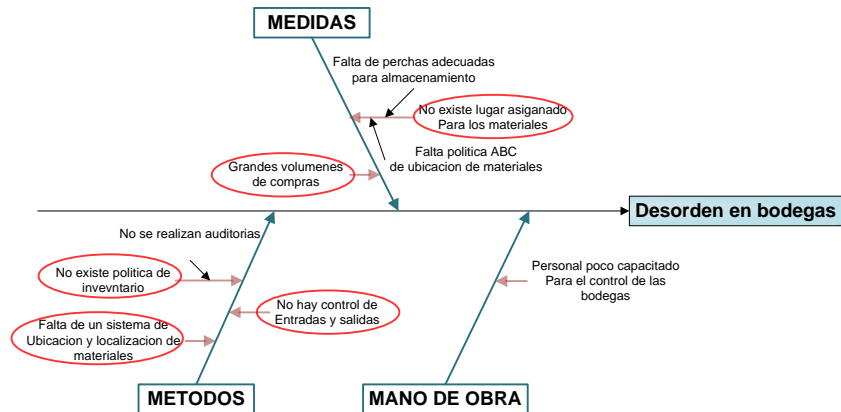 MEDIDAS
Falta de perchas adecuadas
para almacenamiento
No existe lugar asiganado
Para los materiales
Falta politica ABC
de ubicacion de materiales
Grandes volumenes
de compras
Desorden en bodegas
No se realizan auditorias
No existe politica de
invevntario
No hay control de
Entradas y salidas
Falta de un sistema de
Ubicacion y localizacion de
materiales
Personal poco capacitado
Para el control de las
bodegas
METODOS
MANO DE OBRA